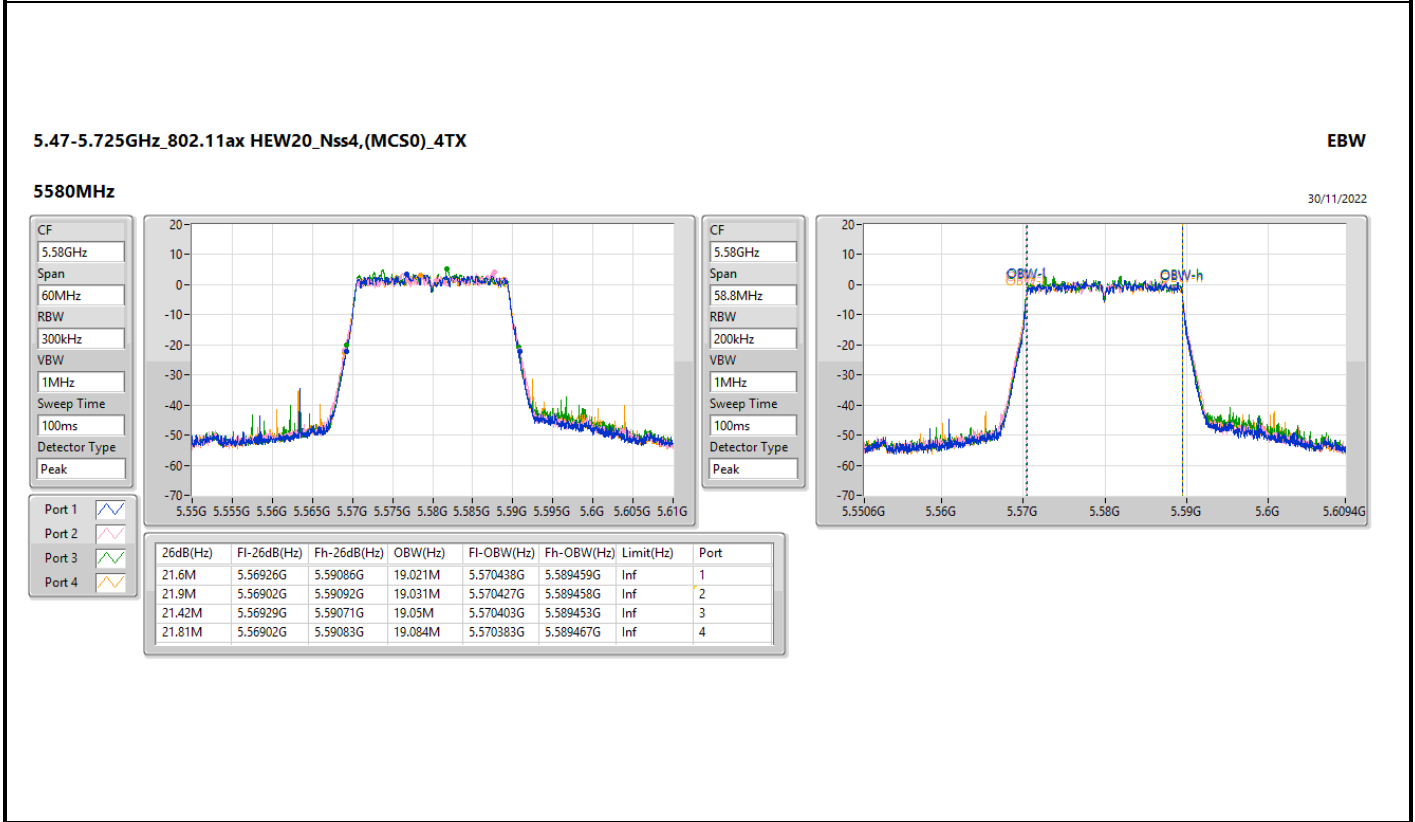 5.47-5.725GHz_802.11ax HEW20_Nss4,(MCS0)_4TX
EBW
5580MHz
30/11/2022
CF
5.58GHz
Span
60MHz
RBW
300kHz
VBW
1MHz
Sweep Time
100ms
Detector Type
Peak
20
10
0
-10
-20
-30
-40
-50
-60
-70
5.55G 5.555G 5.56G 5.565G 5.57G 5.575G 5.58G 5.585G 5.59G 5.595G 5.6G 5.605G 5.61G
CF
5.58GHz
Span
58.8MHz
RBW
200kHz
VBW
1MHz
Sweep Time
100ms
Detector Type
Peak
20
10
0
-10
-20
-30
-40
-50
-60
-70
OBW-l OBW-h
5.5506G 5.56G 5.57G 5.58G 5.59G 5.6G 5.6094G
Port 1
Port 2
Port 3
Port 4
26dB(Hz) Fl-26dB(Hz) Fh-26dB(Hz) OBW(Hz) Fl-OBW(Hz) Fh-OBW(Hz) Limit(Hz) Port
21.6M 5.56926G 5.59086G 19.021M 5.570438G 5.589459G Inf 1
21.9M 5.56902G 5.59092G 19.031M 5.570427G 5.589458G Inf 2
21.42M 5.56929G 5.59071G 19.05M 5.570403G 5.589453G Inf 3
21.81M 5.56902G 5.59083G 19.084M 5.570383G 5.589467G Inf 4